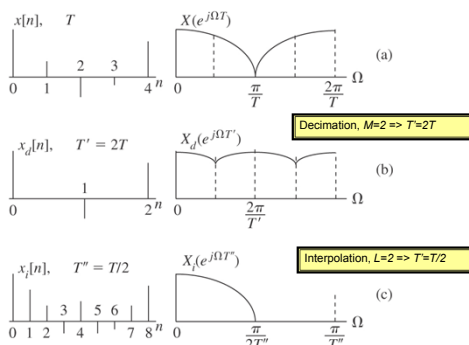 x[n], T
X(e^{jΩT})
2 3
0 1 4 n
0 π/T 2π/T Ω
(a)
Decimation, M=2 => T'=2T
x_d[n], T' = 2T
X_d(e^{jΩT'})
1
0 2 n
0 2π/T' Ω
(b)
Interpolation, L=2 => T'=T/2
x_i[n], T'' = T/2
X_i(e^{jΩT''})
3 5 6
0 1 2 4 7 8 n
0 π/2T'' π/T'' Ω
(c)